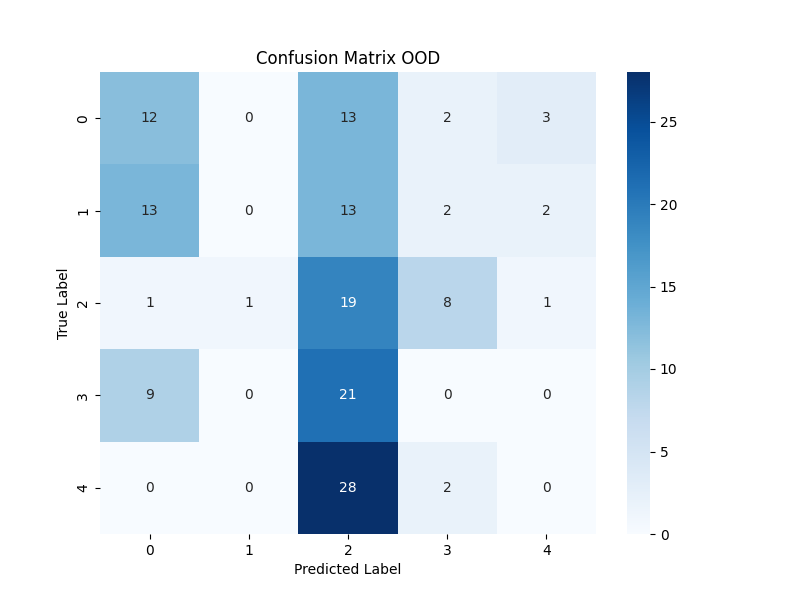 Confusion Matrix OOD
0 12 0 13 2 3
1 13 0 13 2 2
2 1 1 19 8 1
3 9 0 21 0 0
4 0 0 28 2 0
0 1 2 3 4
True Label
Predicted Label
25
20
15
10
5
0